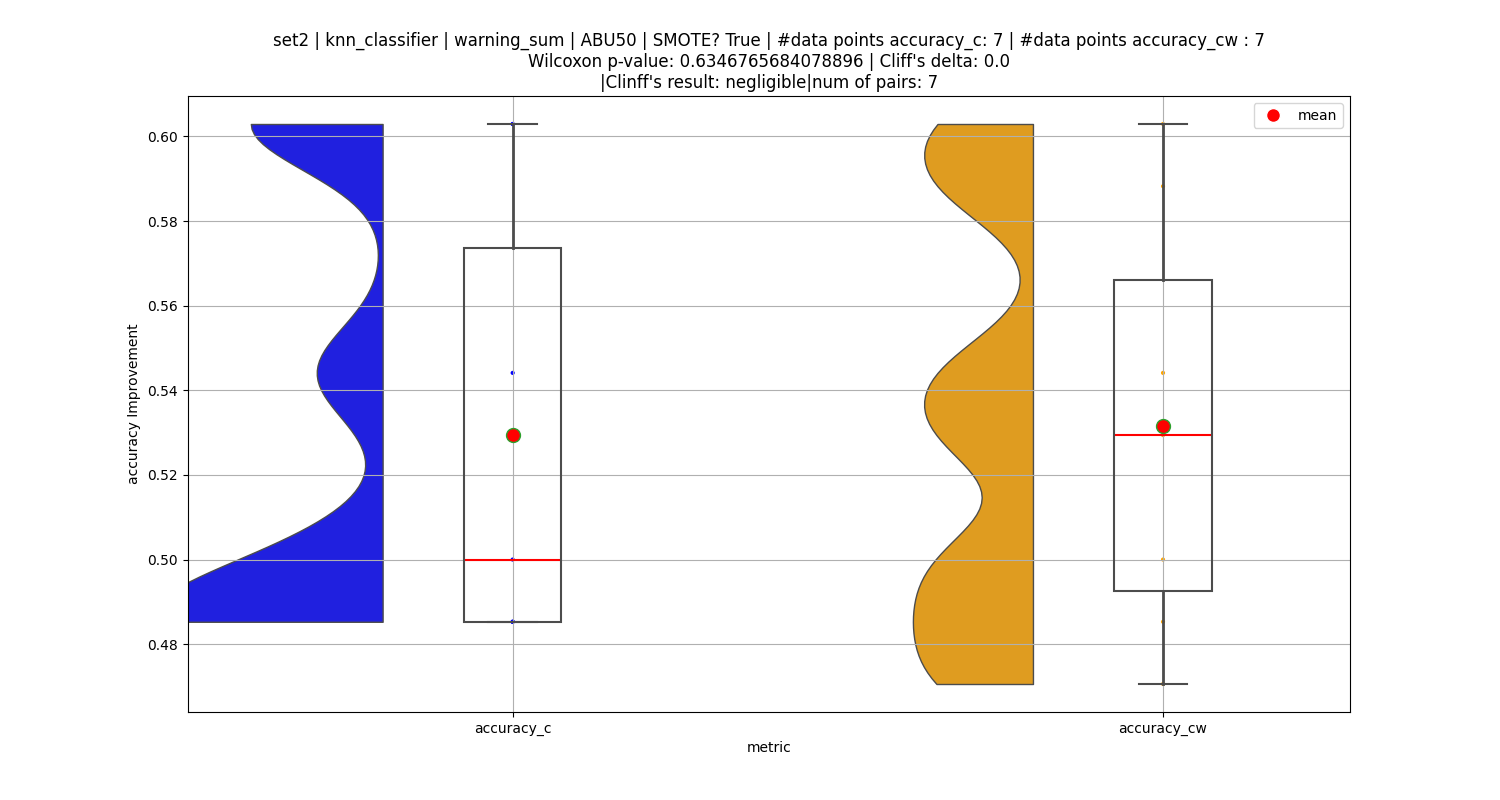 set2 | knn_classifier | warning_sum | ABU50 | SMOTE? True | #data points accuracy_c: 7 | #data points accuracy_cw : 7
Wilcoxon p-value: 0.6346765684078896 | Cliff's delta: 0.0
|Clinff's result: negligible|num of pairs: 7
mean
0.60
0.58
0.56
0.54
0.52
0.50
0.48
accuracy Improvement
accuracy_c
accuracy_cw
metric